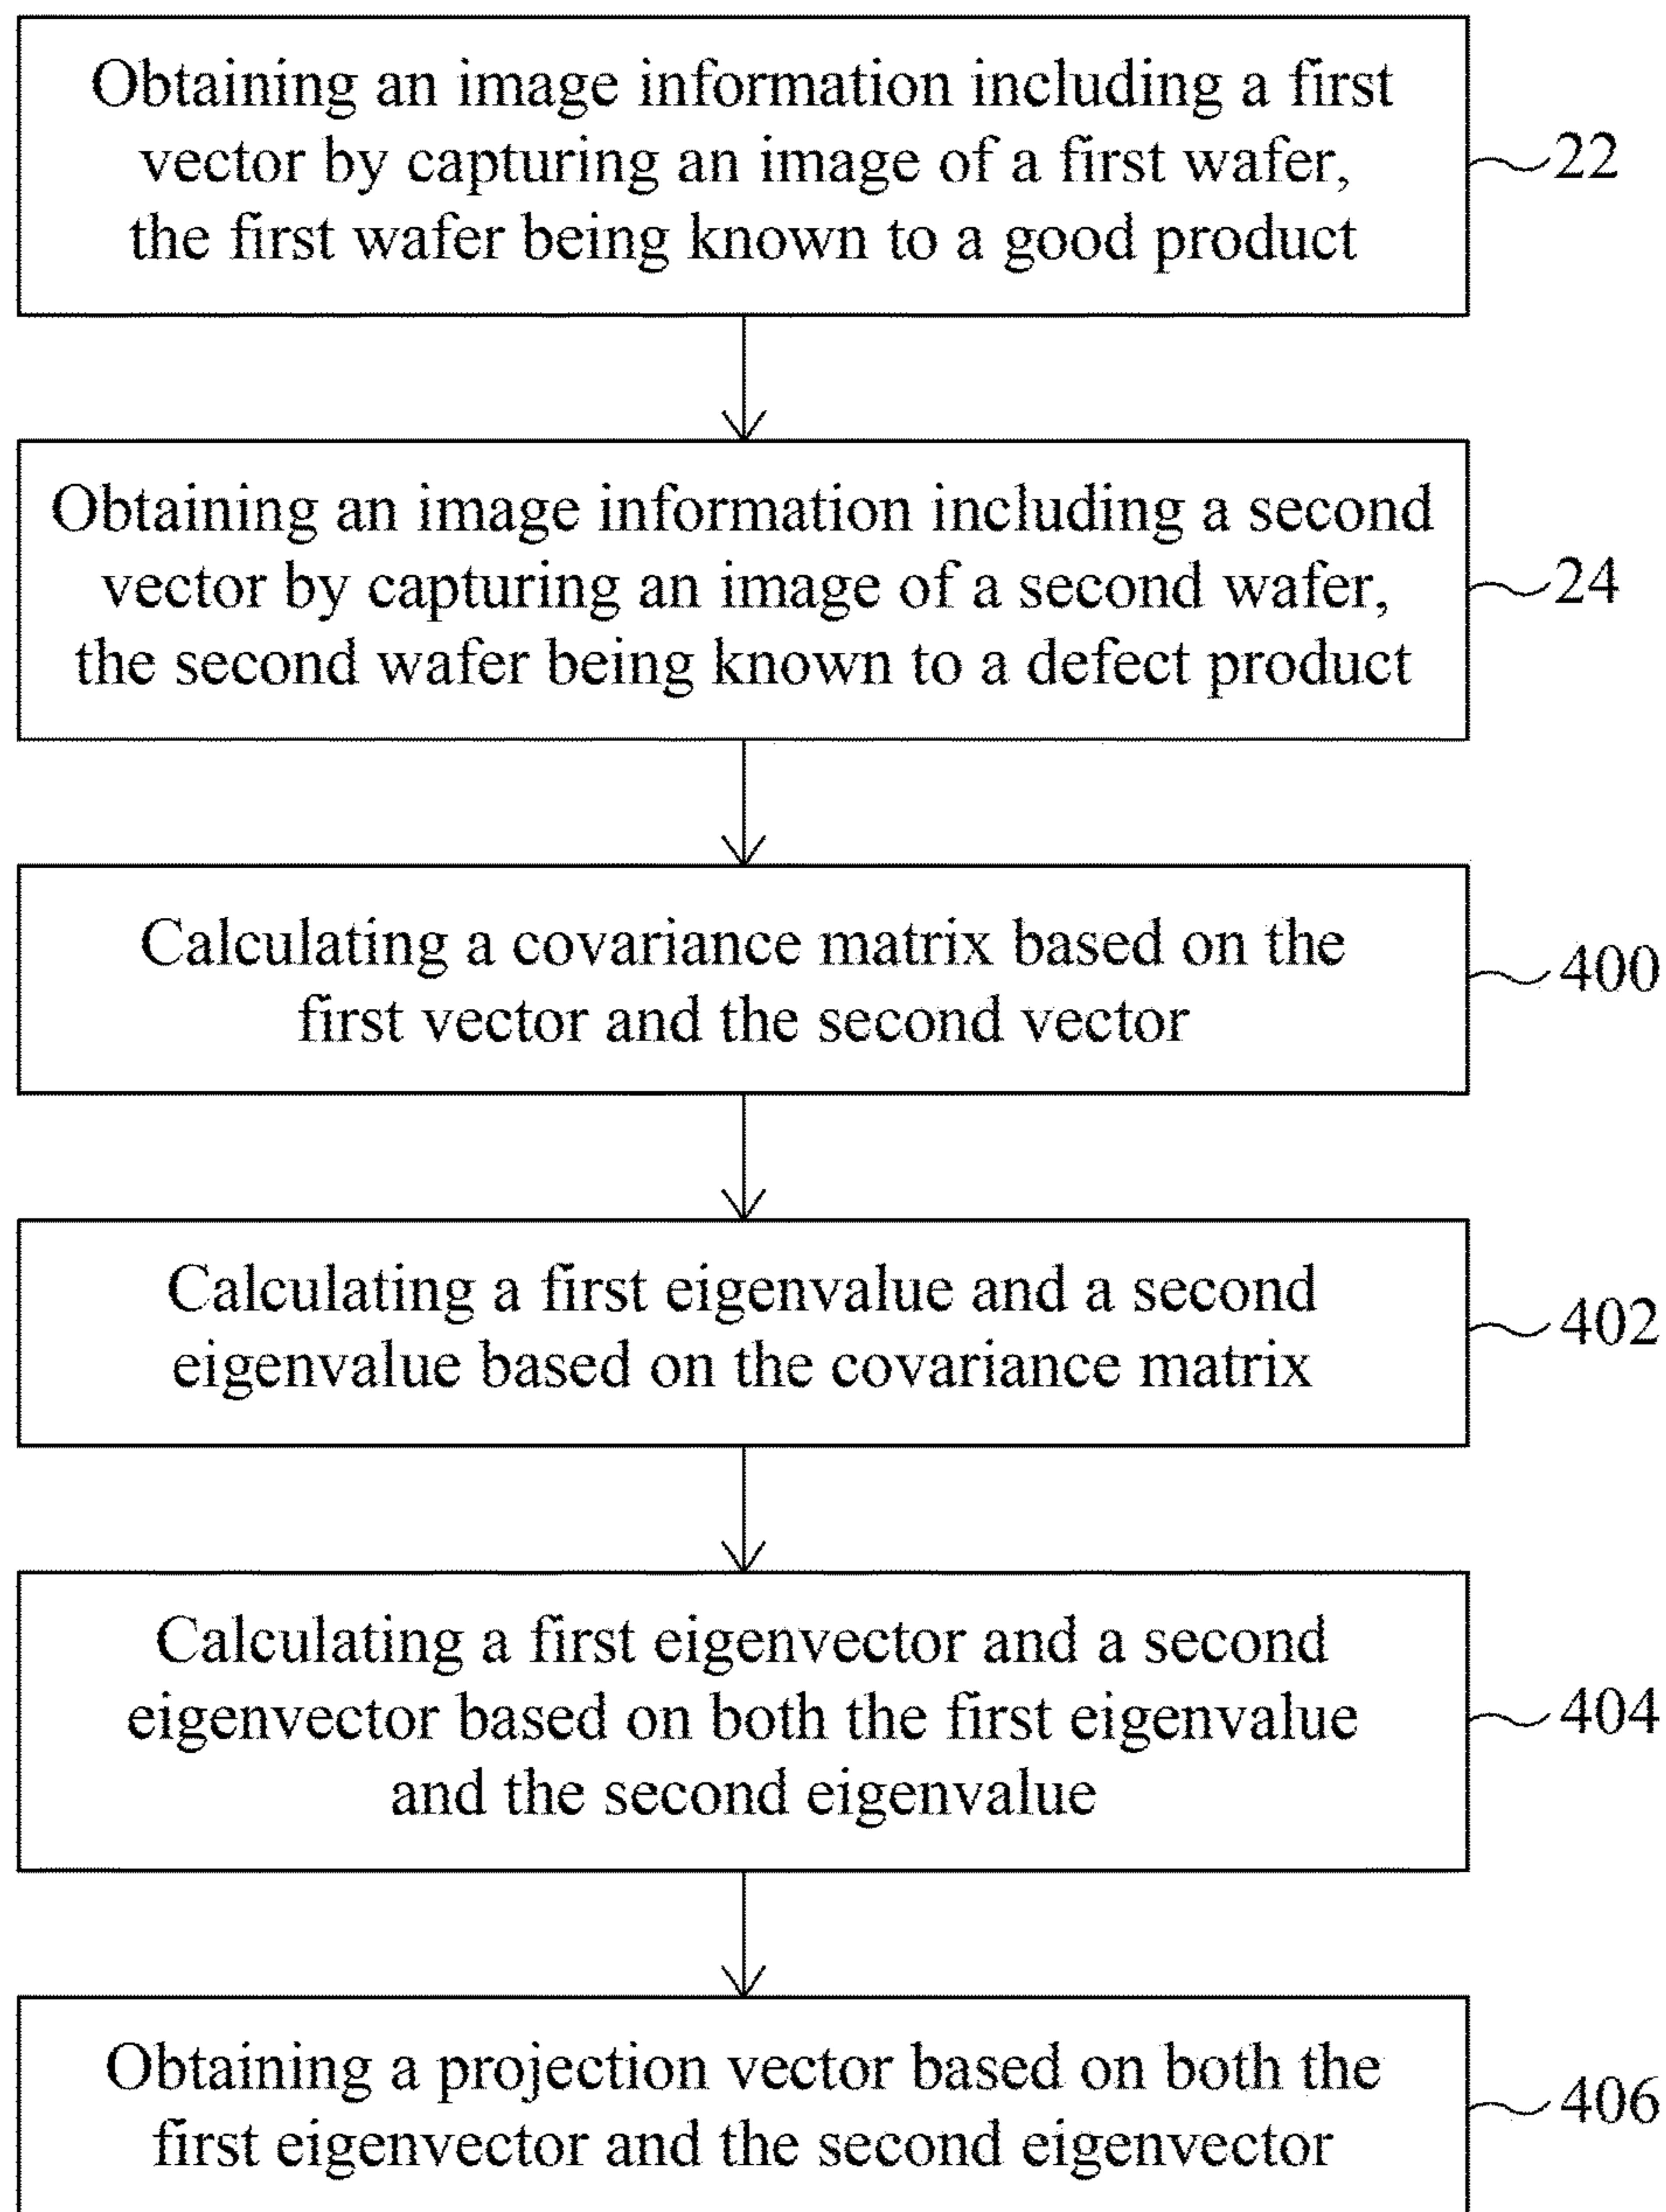 Obtaining an image information including a first
vector by capturing an image of a first wafer,
the first wafer being known to a good product
22
Obtaining an image information including a second
vector by capturing an image of a second wafer,
the second wafer being known to a defect product
24
Calculating a covariance matrix based on the
first vector and the second vector
400
Calculating a first eigenvalue and a second
eigenvalue based on the covariance matrix
402
Calculating a first eigenvector and a second
eigenvector based on both the first eigenvalue
and the second eigenvalue
404
Obtaining a projection vector based on both the
first eigenvector and the second eigenvector
406